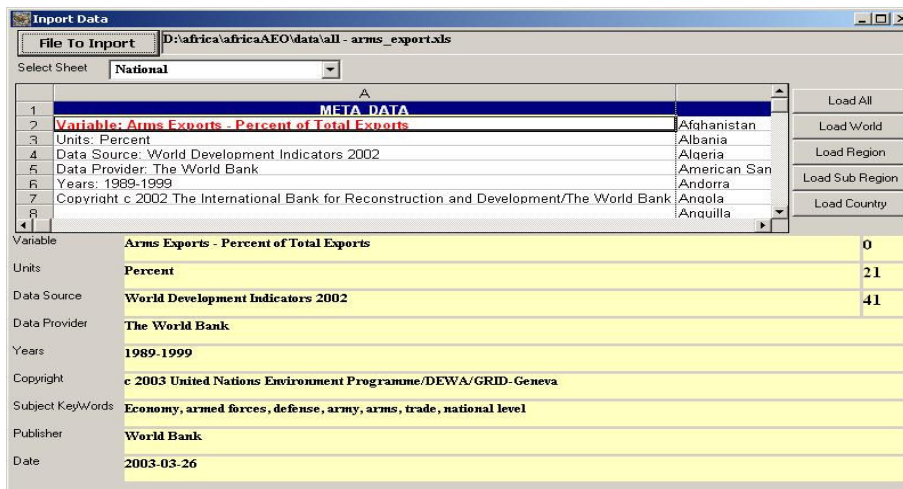 Inport Data
File To Inport D:\africa\africaAEO\data\all - arms_export.xls
Select Sheet National
A
1 META_DATA
2 Variable: Arms Exports - Percent of Total Exports Afghanistan
3 Units: Percent Albania
4 Data Source: World Development Indicators 2002 Algeria
5 Data Provider: The World Bank American San
6 Years: 1989-1999 Andorra
7 Copyright c 2002 The International Bank for Reconstruction and Development/The World Bank Angola
8 Anguilla
Load All
Load World
Load Region
Load Sub Region
Load Country
Variable Arms Exports - Percent of Total Exports 0
Units Percent 21
Data Source World Development Indicators 2002 41
Data Provider The World Bank
Years 1989-1999
Copyright c 2003 United Nations Environment Programme/DEWA/GRID-Geneva
Subject KeyWords Economy, armed forces, defense, army, arms, trade, national level
Publisher World Bank
Date 2003-03-26